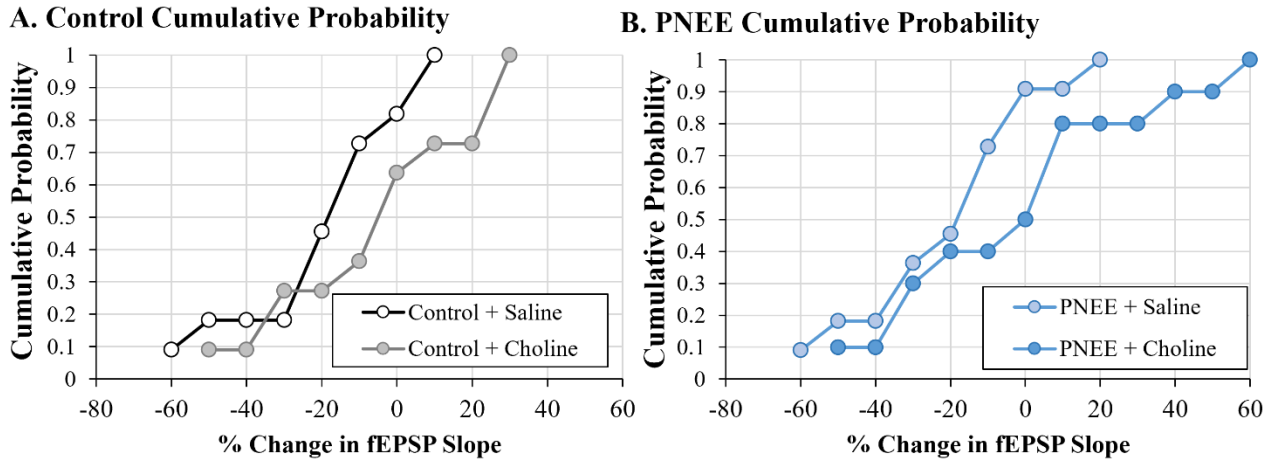 A. Control Cumulative Probability
Cumulative Probability
1
0.9
0.8
0.7
0.6
0.5
0.4
0.3
0.2
0.1
0
Control + Saline
Control + Choline
-80 -60 -40 -20 0 20 40 60
% Change in fEPSP Slope
B. PNEE Cumulative Probability
Cumulative Probability
1
0.9
0.8
0.7
0.6
0.5
0.4
0.3
0.2
0.1
0
PNEE + Saline
PNEE + Choline
-80 -60 -40 -20 0 20 40 60
% Change in fEPSP Slope